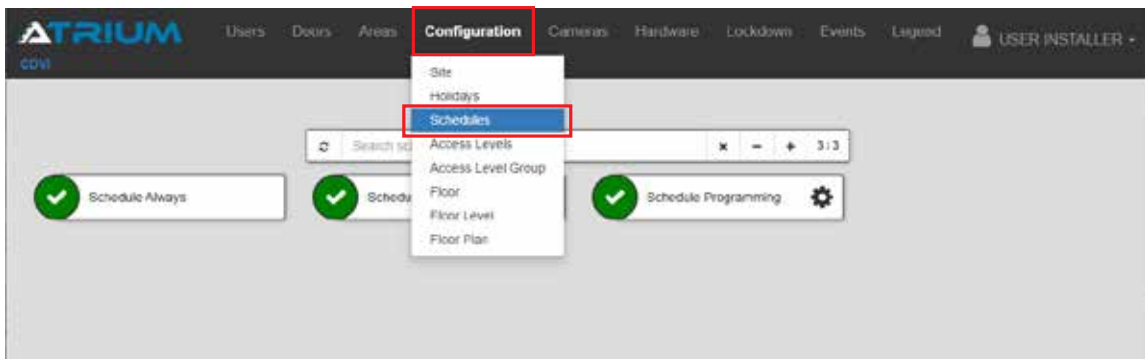 ATRIUM Users Doors Areas Configuration Cameras Hardware Lockdown Events Legend USER INSTALLER
CDVI
Site
Holidays
Schedules
Search Access Levels 3:3
Access Level Group
Schedule Always Floor Schedule Programming
Floor Level
Floor Plan